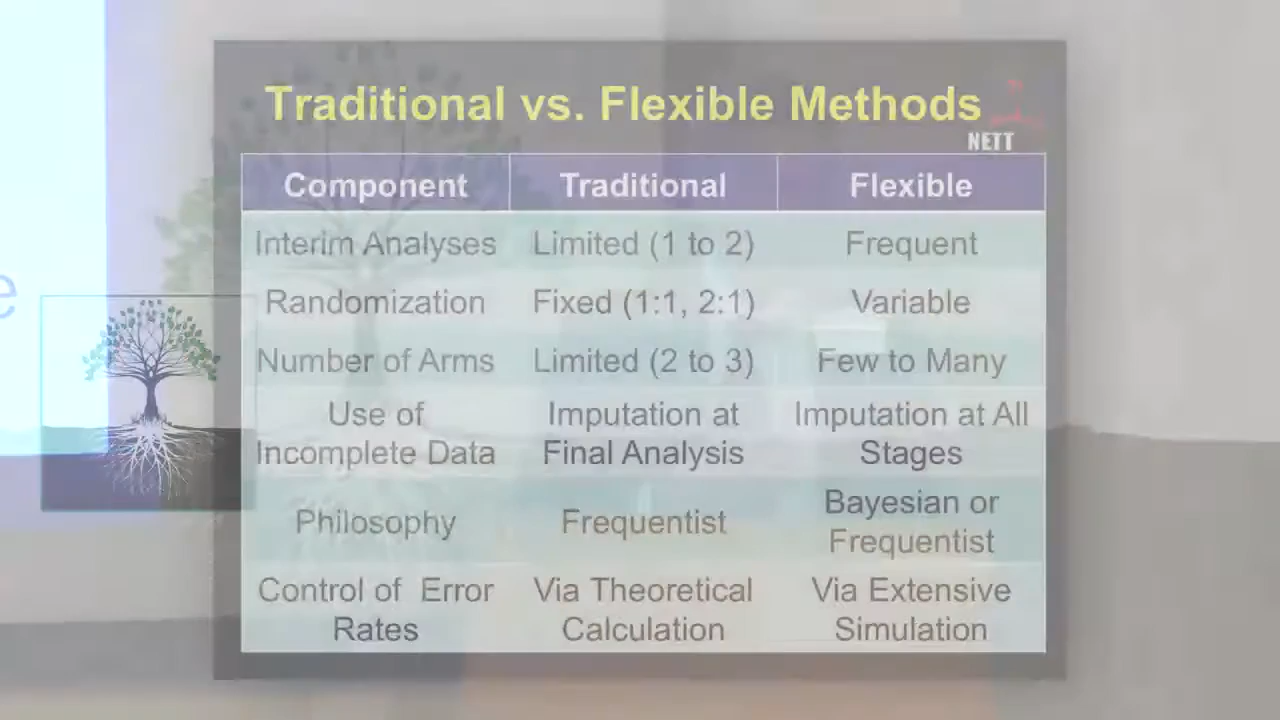 Traditional vs. Flexible Methods
NETT
Component Traditional Flexible
Interim Analyses Limited (1 to 2) Frequent
Randomization Fixed (1:1, 2:1) Variable
Number of Arms Limited (2 to 3) Few to Many
Use of Incomplete Data Imputation at Final Analysis Imputation at All Stages
Philosophy Frequentist Bayesian or Frequentist
Control of Error Rates Via Theoretical Calculation Via Extensive Simulation
e